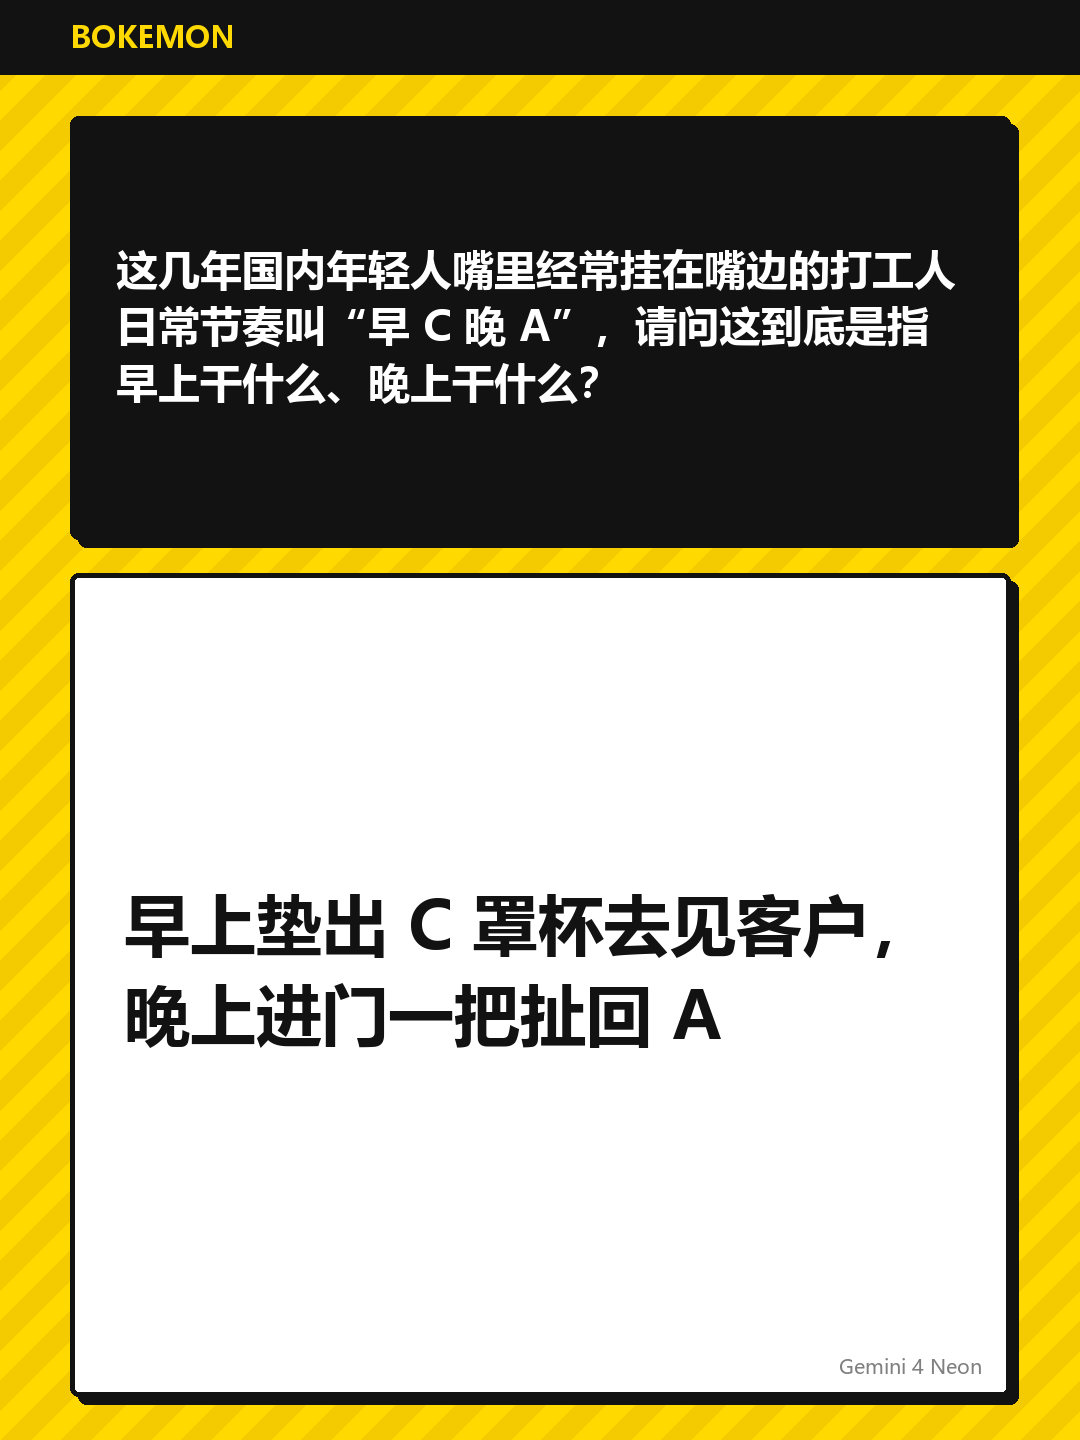 BOKEMON
这几年国内年轻人嘴里经常挂在嘴边的打工人
日常节奏叫“早 C 晚 A”，请问这到底是指
早上干什么、晚上干什么？
早上垫出 C 罩杯去见客户，
晚上进门一把扯回 A
Gemini 4 Neon